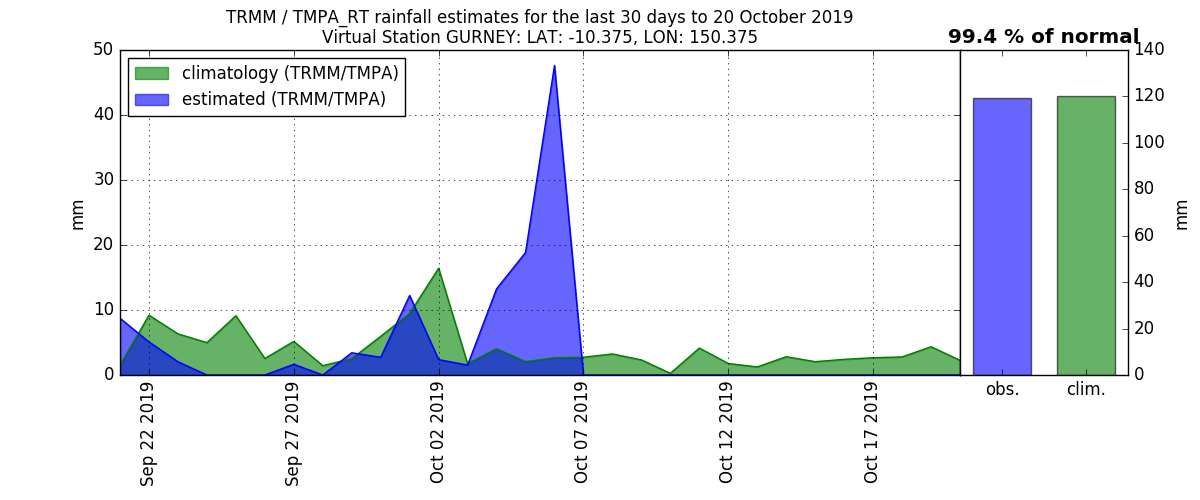 TRMM / TMPA_RT rainfall estimates for the last 30 days to 20 October 2019
Virtual Station GURNEY: LAT: -10.375, LON: 150.375
99.4 % of normal
climatology (TRMM/TMPA)
estimated (TRMM/TMPA)
50
40
30
20
10
0
mm
Sep 22 2019
Sep 27 2019
Oct 02 2019
Oct 07 2019
Oct 12 2019
Oct 17 2019
obs.
clim.
140
120
100
80
60
40
20
0
mm